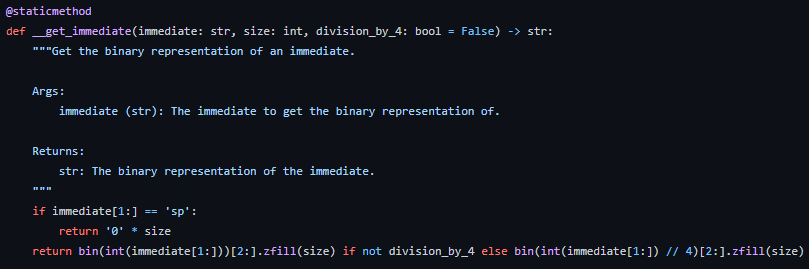 @staticmethod
def __get_immediate(immediate: str, size: int, division_by_4: bool = False) -> str:
    """Get the binary representation of an immediate.

    Args:
        immediate (str): The immediate to get the binary representation of.

    Returns:
        str: The binary representation of the immediate.
    """
    if immediate[1:] == 'sp':
        return '0' * size
    return bin(int(immediate[1:]))[2:].zfill(size) if not division_by_4 else bin(int(immediate[1:]) // 4)[2:].zfill(size)